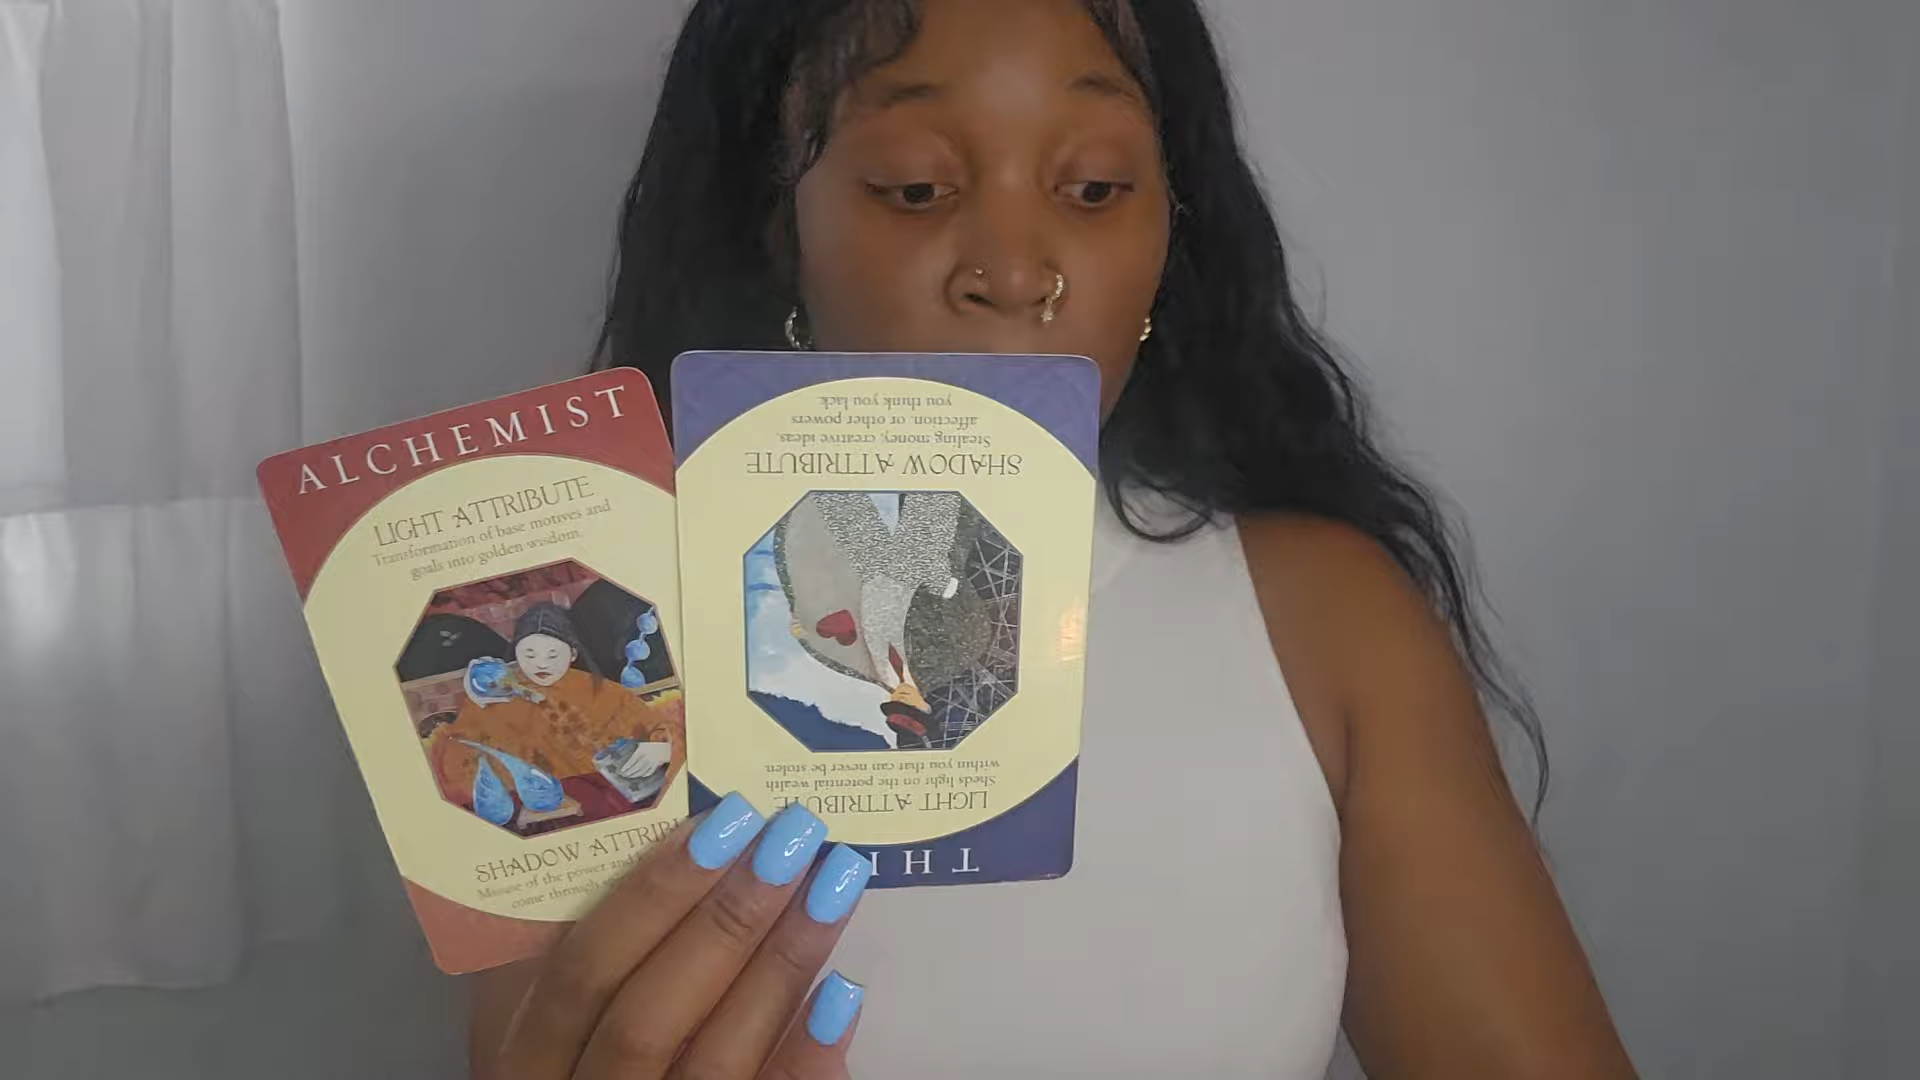 ALCHEMIST
LIGHT ATTRIBUTE
Transformation of base motives and
goals into golden wisdom.
SHADOW ATTRIB
Misuse of the power and
come through
THI
LIGHT ATTRIBUTE
Sheds light on the potential wealth
within you that can never be stolen.
SHADOW ATTRIBUTE
Stealing money, creative ideas,
affection, or other powers
you think you lack.